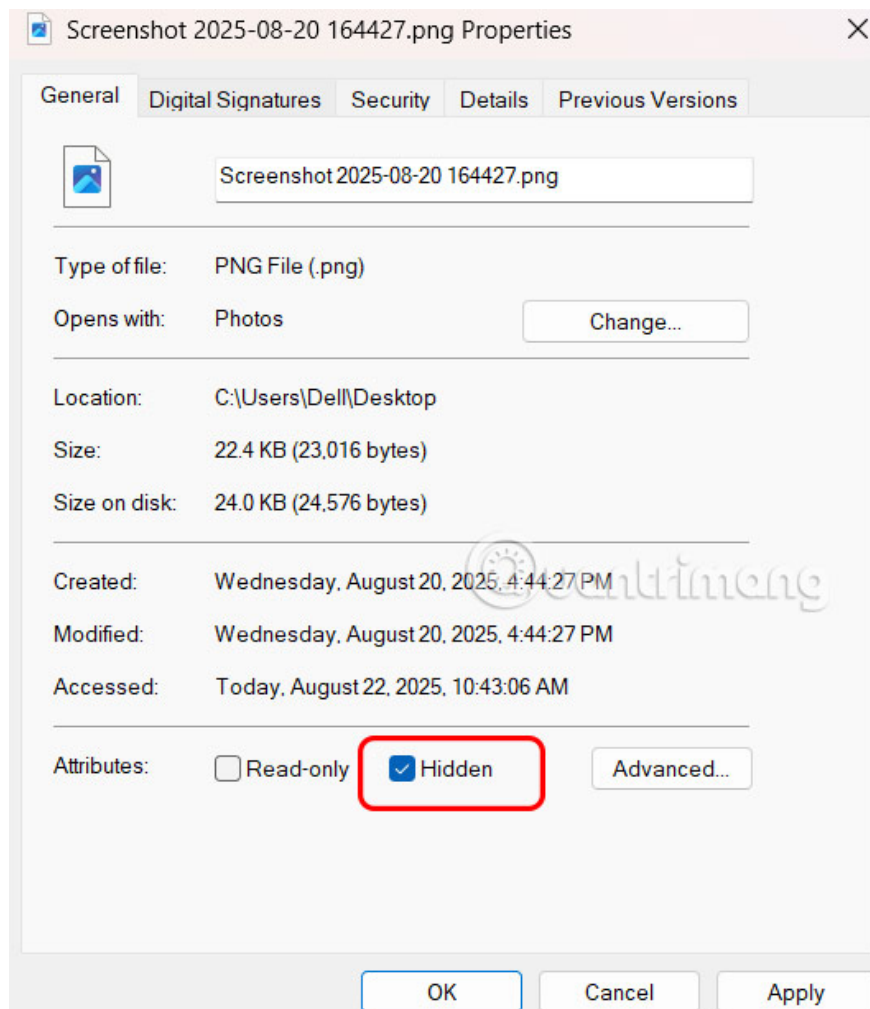 Screenshot 2025-08-20 164427.png Properties
General Digital Signatures Security Details Previous Versions
Screenshot 2025-08-20 164427.png
Type of file: PNG File (.png)
Opens with: Photos Change...
Location: C:\Users\Dell\Desktop
Size: 22.4 KB (23,016 bytes)
Size on disk: 24.0 KB (24,576 bytes)
Created: Wednesday, August 20, 2025, 4:44:27 PM
uantrimang
Modified: Wednesday, August 20, 2025, 4:44:27 PM
Accessed: Today, August 22, 2025, 10:43:06 AM
Attributes: Read-only Hidden Advanced...
OK Cancel Apply